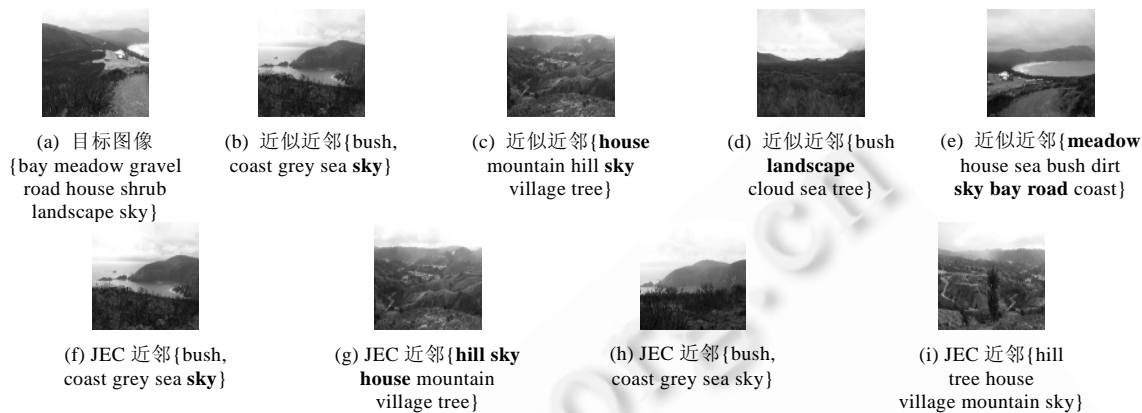 (a) 目标图像
{bay meadow gravel
road house shrub
landscape sky}
(b) 近似近邻{bush,
coast grey sea sky}
(c) 近似近邻{house
mountain hill sky
village tree}
(d) 近似近邻{bush
landscape
cloud sea tree}
(e) 近似近邻{meadow
house sea bush dirt
sky bay road coast}
(f) JEC 近邻{bush,
coast grey sea sky}
(g) JEC 近邻{hill sky
house mountain
village tree}
(h) JEC 近邻{bush,
coast grey sea sky}
(i) JEC 近邻{hill
tree house
village mountain sky}